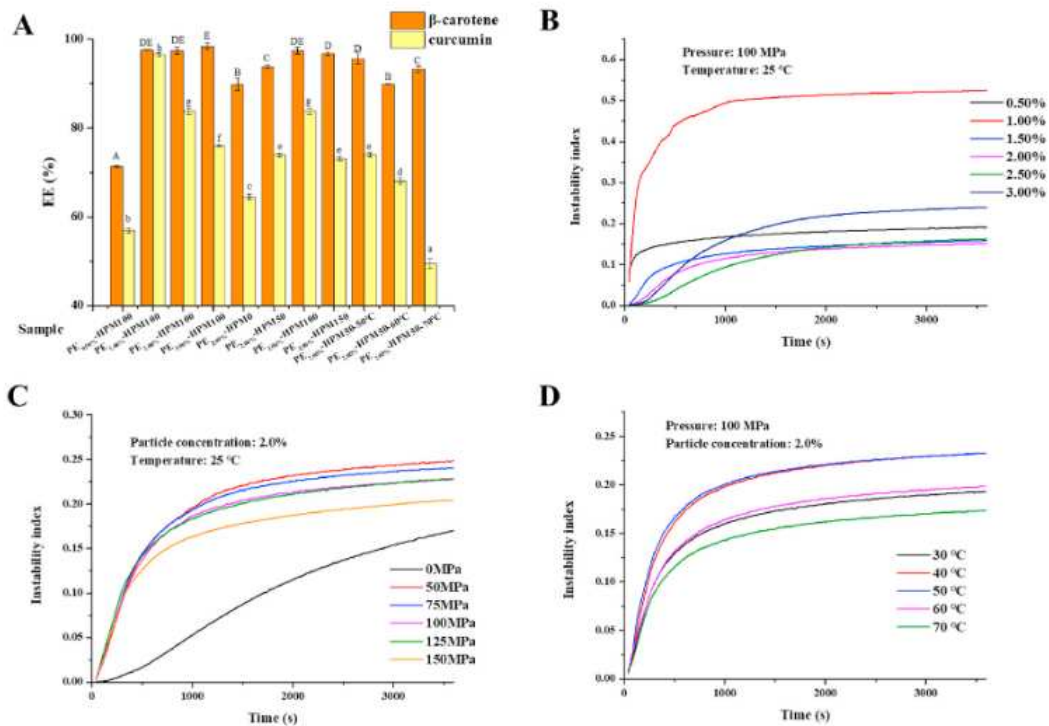 A
β-carotene
curcumin
DE
h
DE
g
E
f
B
c
C
e
DE
g
D
e
D
e
B
d
C
a
A
b
100
80
60
40
EE (%)
Sample
B
Pressure: 100 MPa
Temperature: 25 °C
0.6
0.5
0.4
0.3
0.2
0.1
0.0
Instability index
0.50%
1.00%
1.50%
2.00%
2.50%
3.00%
0
1000
2000
3000
Time (s)
C
Particle concentration: 2.0%
Temperature: 25 °C
0.30
0.25
0.20
0.15
0.10
0.05
0.00
Instability index
0MPa
50MPa
75MPa
100MPa
125MPa
150MPa
0
1000
2000
3000
Time (s)
D
Pressure: 100 MPa
Particle concentration: 2.0%
0.25
0.20
0.15
0.10
0.05
0.00
Instability index
30 °C
40 °C
50 °C
60 °C
70 °C
0
1000
2000
3000
Time (s)